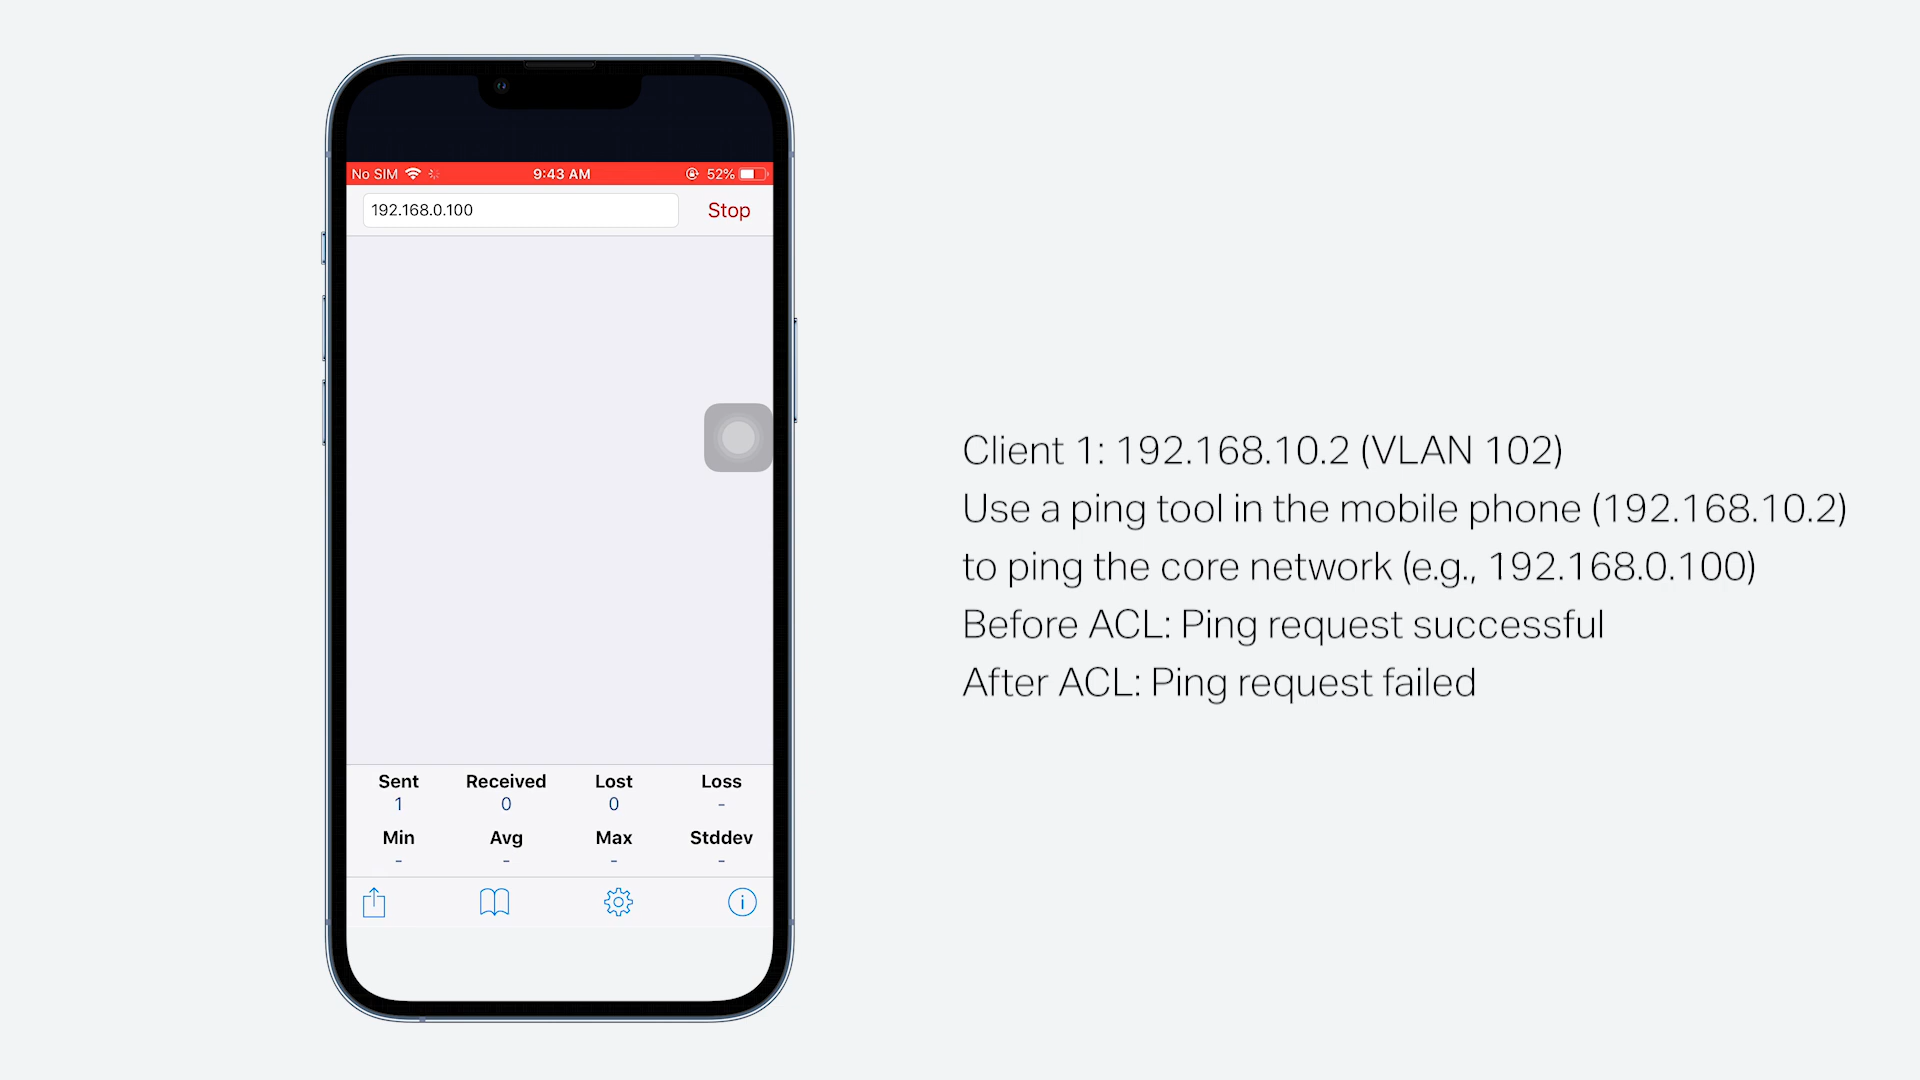 No SIM 9:43 AM 52%
192.168.0.100 Stop
Client 1: 192.168.10.2 (VLAN 102)
Use a ping tool in the mobile phone (192.168.10.2)
to ping the core network (e.g., 192.168.0.100)
Before ACL: Ping request successful
After ACL: Ping request failed
Sent Received Lost Loss
1 0 0 -
Min Avg Max Stddev
- - - -